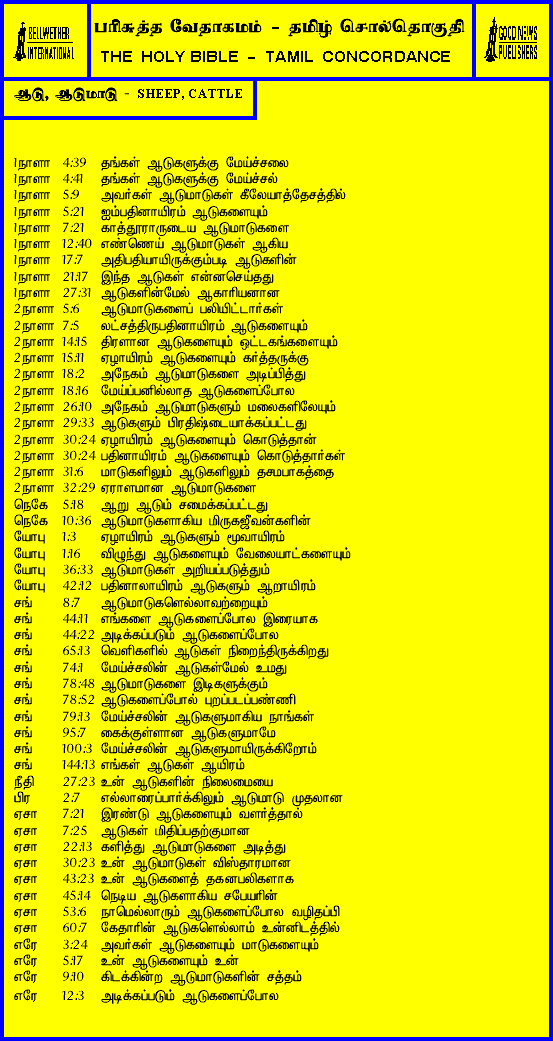 BELLWETHER
INTERNATIONAL
பரிசுத்த வேதாகமம் - தமிழ் சொல்தொகுதி
THE HOLY BIBLE - TAMIL CONCORDANCE
GOOD NEWS
PUBLISHERS
ஆடு, ஆடுமாடு - SHEEP, CATTLE
1நாளா 4:39 தங்கள் ஆடுகளுக்கு மேய்ச்சலை
1நாளா 4:41 தங்கள் ஆடுகளுக்கு மேய்ச்சல்
1நாளா 5:9 அவர்கள் ஆடுமாடுகள் கீலேயாத்தேசத்தில்
1நாளா 5:21 ஐம்பதினாயிரம் ஆடுகளையும்
1நாளா 7:21 காத்தூராருடைய ஆடுமாடுகளை
1நாளா 12:40 எண்ணெய் ஆடுமாடுகள் ஆகிய
1நாளா 17:7 அதிபதியாயிருக்கும்படி ஆடுகளின்
1நாளா 21:17 இந்த ஆடுகள் என்னசெய்தது
1நாளா 27:31 ஆடுகளின்மேல் ஆகாரியனான
2நாளா 5:6 ஆடுமாடுகளைப் பலியிட்டார்கள்
2நாளா 7:5 லட்சத்திருபதினாயிரம் ஆடுகளையும்
2நாளா 14:15 திரளான ஆடுகளையும் ஒட்டகங்களையும்
2நாளா 15:11 ஏழாயிரம் ஆடுகளையும் கர்த்தருக்கு
2நாளா 18:2 அநேகம் ஆடுமாடுகளை அடிப்பித்து
2நாளா 18:16 மேய்ப்பனில்லாத ஆடுகளைப்போல
2நாளா 26:10 அநேகம் ஆடுமாடுகளும் மலைகளிலேயும்
2நாளா 29:33 ஆடுகளும் பிரதிஷ்டையாக்கப்பட்டது
2நாளா 30:24 ஏழாயிரம் ஆடுகளையும் கொடுத்தான்
2நாளா 30:24 பதினாயிரம் ஆடுகளையும் கொடுத்தார்கள்
2நாளா 31:6 மாடுகளிலும் ஆடுகளிலும் தசமபாகத்தை
2நாளா 32:29 ஏராளமான ஆடுமாடுகளை
நெகே 5:18 ஆறு ஆடும் சமைக்கப்பட்டது
நெகே 10:36 ஆடுமாடுகளாகிய மிருகஜீவன்களின்
யோபு 1:3 ஏழாயிரம் ஆடுகளும் மூவாயிரம்
யோபு 1:16 விழுந்து ஆடுகளையும் வேலையாட்களையும்
யோபு 36:33 ஆடுமாடுகள் அறியப்படுத்தும்
யோபு 42:12 பதினாலாயிரம் ஆடுகளும் ஆறாயிரம்
சங் 8:7 ஆடுமாடுகளெல்லாவற்றையும்
சங் 44:11 எங்களை ஆடுகளைப்போல இரையாக
சங் 44:22 அடிக்கப்படும் ஆடுகளைப்போல
சங் 65:13 வெளிகளில் ஆடுகள் நிறைந்திருக்கிறது
சங் 74:1 மேய்ச்சலின் ஆடுகள்மேல் உமது
சங் 78:48 ஆடுமாடுகளை இடிகளுக்கும்
சங் 78:52 ஆடுகளைப்போல் புறப்படப்பண்ணி
சங் 79:13 மேய்ச்சலின் ஆடுகளுமாகிய நாங்கள்
சங் 95:7 கைக்குள்ளான ஆடுகளுமாமே
சங் 100:3 மேய்ச்சலின் ஆடுகளுமாயிருக்கிறோம்
சங் 144:13 எங்கள் ஆடுகள் ஆயிரம்
நீதி 27:23 உன் ஆடுகளின் நிலைமையை
பிர 2:7 எல்லாரைப்பார்க்கிலும் ஆடுமாடு முதலான
ஏசா 7:21 இரண்டு ஆடுகளையும் வளர்த்தால்
ஏசா 7:25 ஆடுகள் மிதிப்பதற்குமான
ஏசா 22:13 களித்து ஆடுமாடுகளை அடித்து
ஏசா 30:23 உன் ஆடுமாடுகள் விஸ்தாரமான
ஏசா 43:23 உன் ஆடுகளைத் தகனபலிகளாக
ஏசா 45:14 நெடிய ஆடுகளாகிய சபேயரின்
ஏசா 53:6 நாமெல்லாரும் ஆடுகளைப்போல வழிதப்பி
ஏசா 60:7 கேதாரின் ஆடுகளெல்லாம் உன்னிடத்தில்
எரே 3:24 அவர்கள் ஆடுகளையும் மாடுகளையும்
எரே 5:17 உன் ஆடுகளையும் உன்
எரே 9:10 கிடக்கின்ற ஆடுமாடுகளின் சத்தம்
எரே 12:3 அடிக்கப்படும் ஆடுகளைப்போல